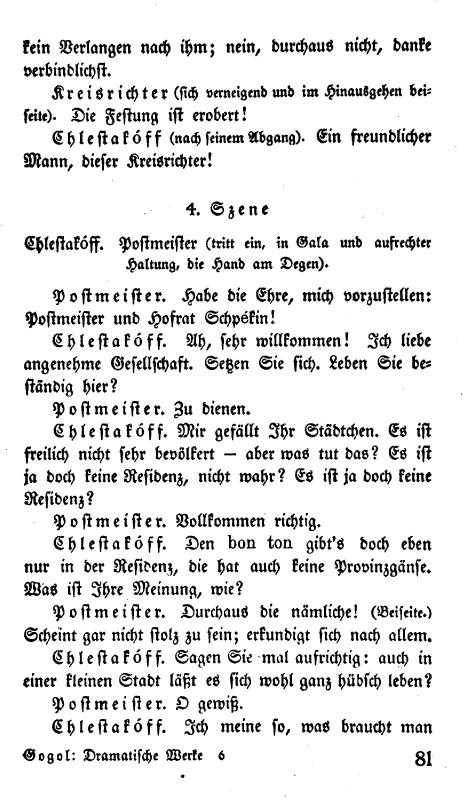 kein Verlangen nach ihm; nein, durchaus nicht, danke
verbindlichst.
Kreisrichter (sich verneigend und im Hinausgehen bei-
seite). Die Festung ist erobert!
Chlestakóff (nach seinem Abgang). Ein freundlicher
Mann, dieser Kreisrichter!
4. Szene
Chlestakóff. Postmeister (tritt ein, in Gala und aufrechter
Haltung, die Hand am Degen).
Postmeister. Habe die Ehre, mich vorzustellen:
Postmeister und Hofrat Schpékin!
Chlestakóff. Ah, sehr willkommen! Ich liebe
angenehme Gesellschaft. Setzen Sie sich. Leben Sie be-
ständig hier?
Postmeister. Zu dienen.
Chlestakóff. Mir gefällt Ihr Städtchen. Es ist
freilich nicht sehr bevölkert – aber was tut das? Es ist
ja doch keine Residenz, nicht wahr? Es ist ja doch keine
Residenz?
Postmeister. Vollkommen richtig.
Chlestakóff. Den bon ton gibt's doch eben
nur in der Residenz, die hat auch keine Provinzgänse.
Was ist Ihre Meinung, wie?
Postmeister. Durchaus die nämliche! (Beiseite.)
Scheint gar nicht stolz zu sein; erkundigt sich nach allem.
Chlestakóff. Sagen Sie mal aufrichtig: auch in
einer kleinen Stadt läßt es sich wohl ganz hübsch leben?
Postmeister. O gewiß.
Chlestakóff. Ich meine so, was braucht man
Gogol: Dramatische Werke 6
81